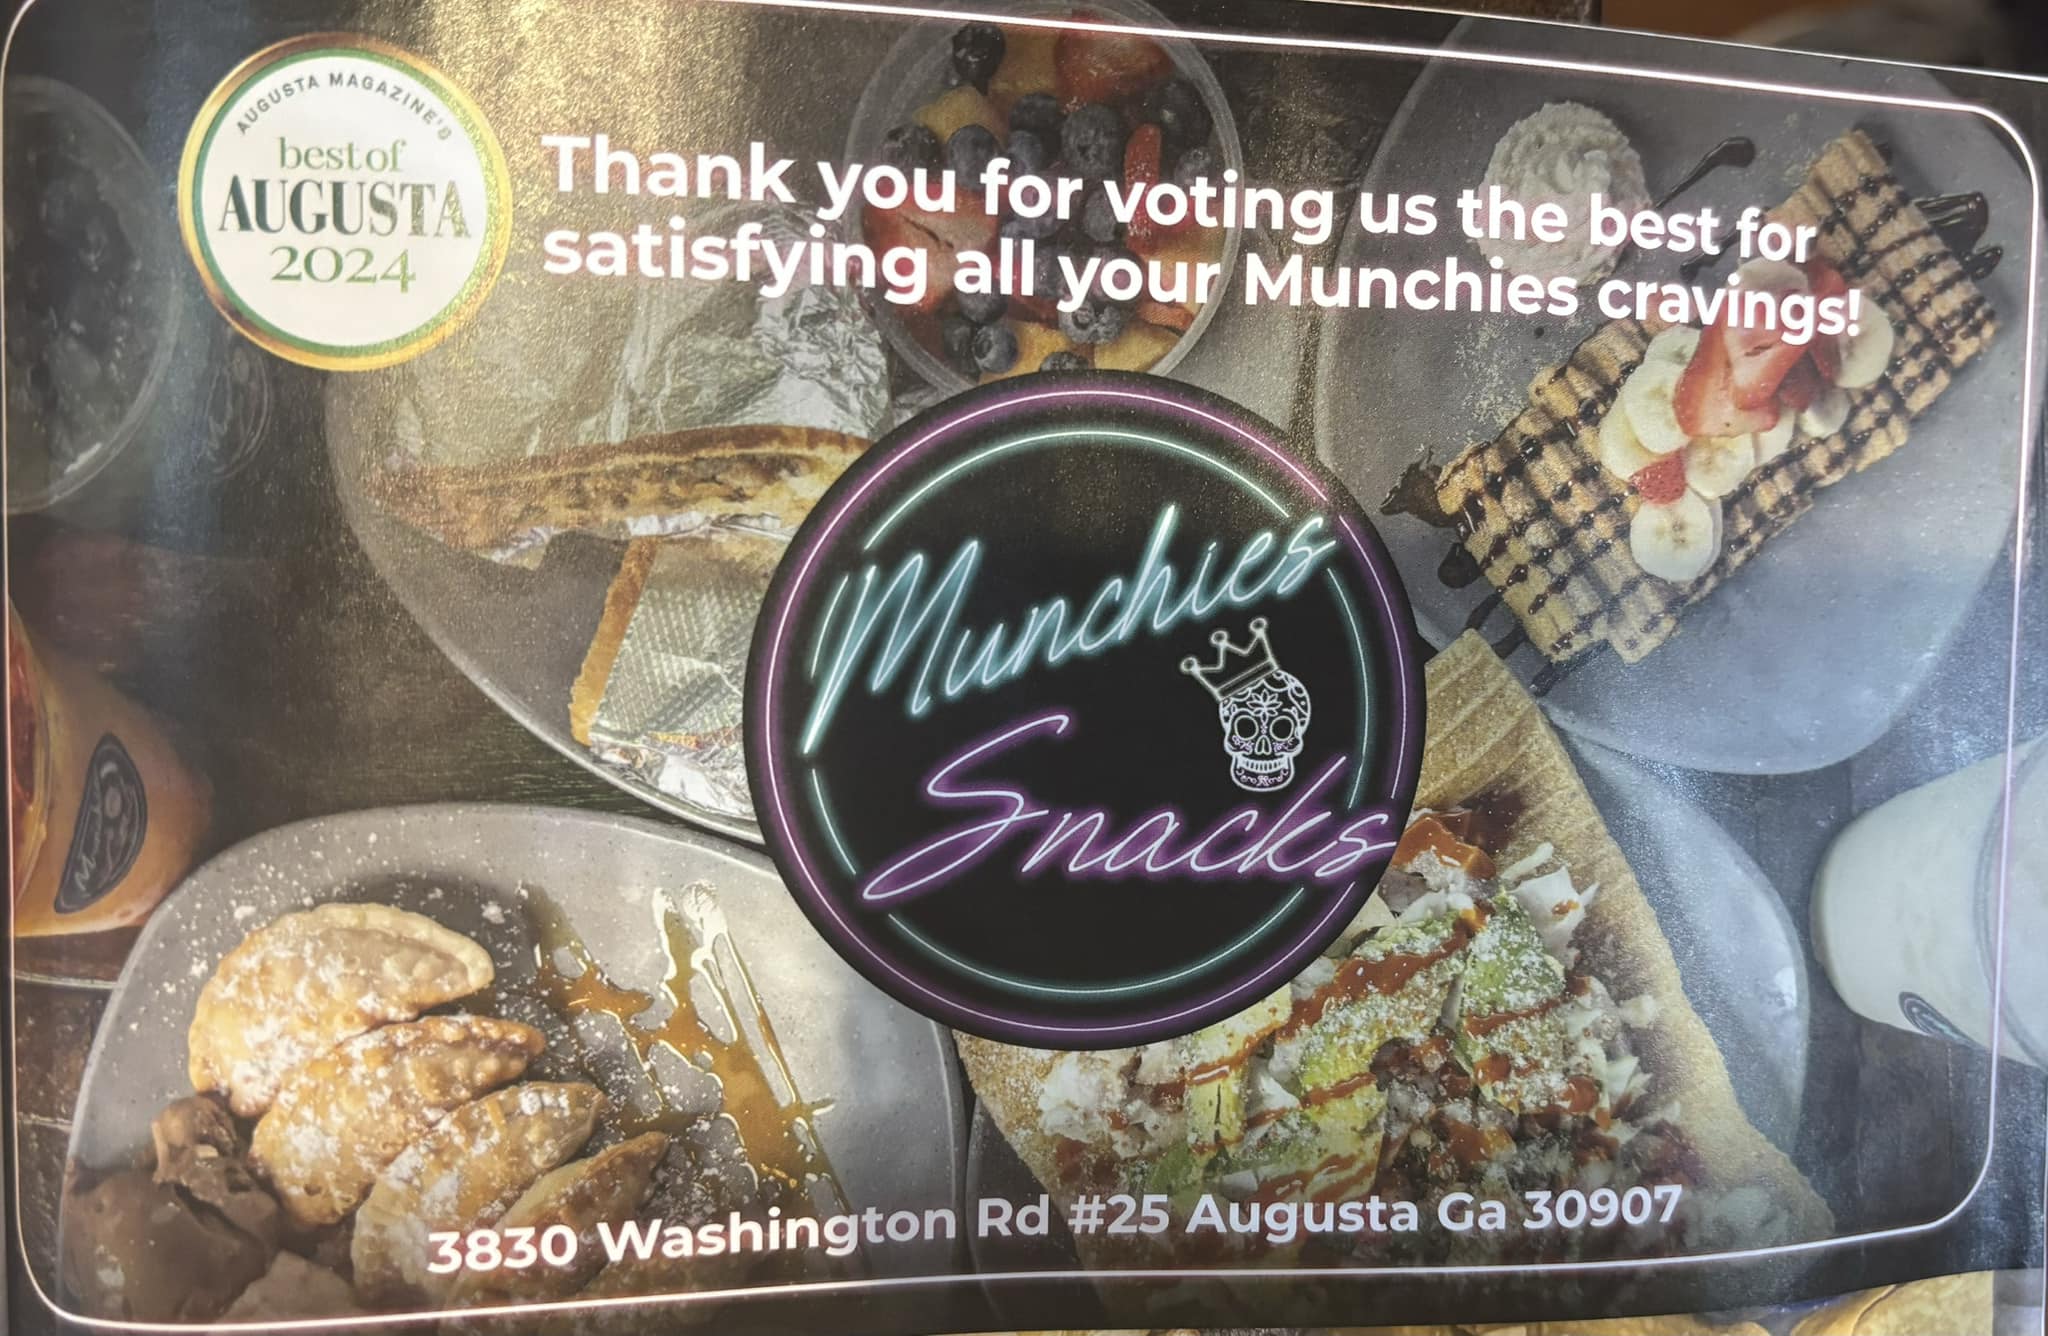 AUGUSTA MAGAZINE'S
best of
AUGUSTA
2024
Thank you for voting us the best for
satisfying all your Munchies cravings!
Munchies
Snacks
3830 Washington Rd #25 Augusta Ga 30907